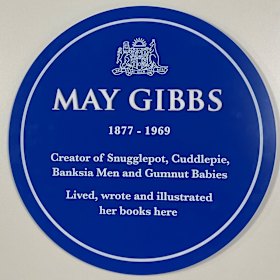 MAY GIBBS
1877 - 1969
Creator of Snugglepot, Cuddlepie,
Banksia Men and Gumnut Babies
Lived, wrote and illustrated
her books here